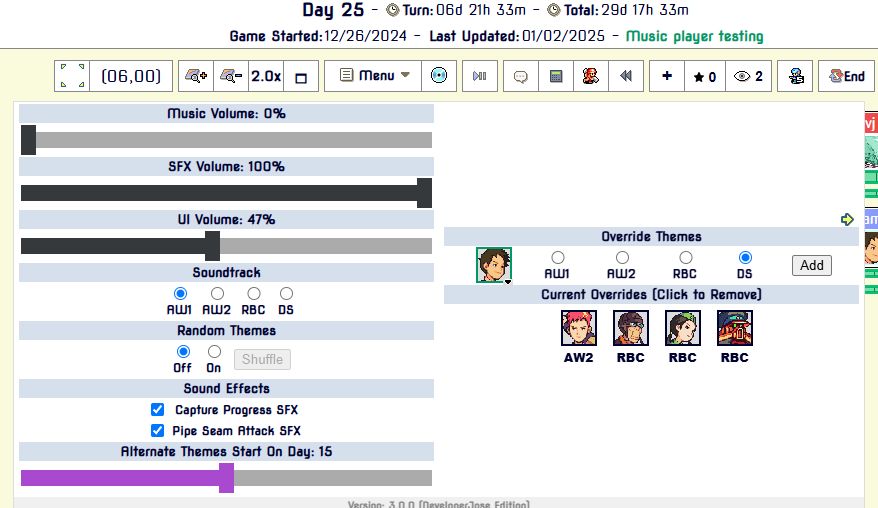 Day 25 - Turn: 06d 21h 33m - Total: 29d 17h 33m
Game Started: 12/26/2024 - Last Updated: 01/02/2025 - Music player testing
(06,00) 2.0x Menu 0 2 End
Music Volume: 0%
SFX Volume: 100%
UI Volume: 47%
Soundtrack
AW1 AW2 RBC DS
Random Themes
Off On Shuffle
Sound Effects
Capture Progress SFX
Pipe Seam Attack SFX
Alternate Themes Start On Day: 15
Override Themes
AW1 AW2 RBC DS Add
Current Overrides (Click to Remove)
AW2 RBC RBC RBC
vj
am
Version: 3.0.0 (DeveloperJose Edition)